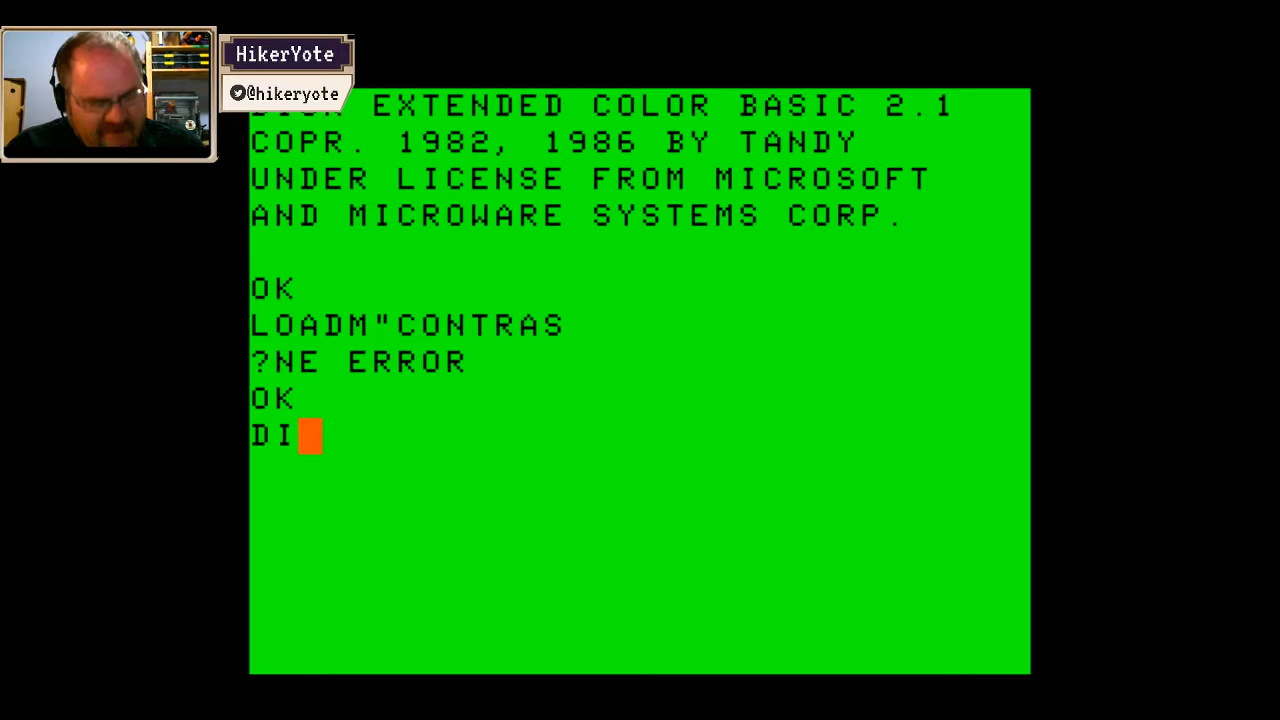 HikerYote
@hikeryote
DISK EXTENDED COLOR BASIC 2.1
COPR. 1982, 1986 BY TANDY
UNDER LICENSE FROM MICROSOFT
AND MICROWARE SYSTEMS CORP.
OK
LOADM"CONTRAS
?NE ERROR
OK
DI